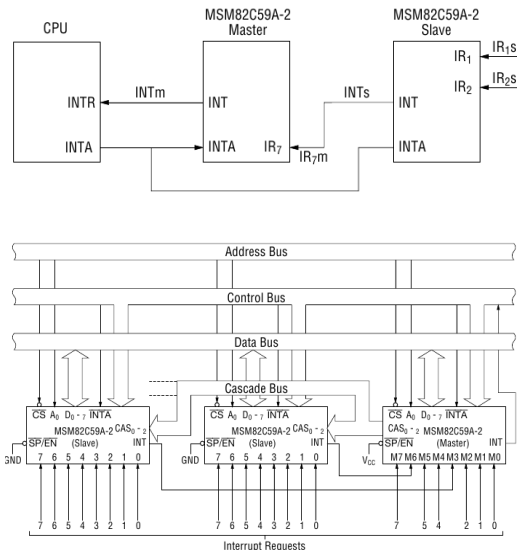 MSM82C59A-2 MSM82C59A-2
CPU Master Slave
IR1 IR1s
INTm INTs IR2 IR2s
INTR INT INT
INTA INTA IR7 INTA
IR7m
Address Bus
Control Bus
Data Bus
Cascade Bus
CS A0 D0 - 7 INTA CS A0 D0 - 7 INTA CS A0 D0 - 7 INTA
MSM82C59A-2 CAS0 - 2 MSM82C59A-2 CAS0 - 2 CAS0 - 2 MSM82C59A-2
SP/EN (Slave) INT SP/EN (Slave) INT SP/EN (Master) INT
GND 7 6 5 4 3 2 1 0 GND 7 6 5 4 3 2 1 0 VCC M7 M6 M5 M4 M3 M2 M1 M0
7 6 5 4 3 2 1 0 7 6 5 4 3 2 1 0 7 5 4 2 1 0
Interrupt Requests